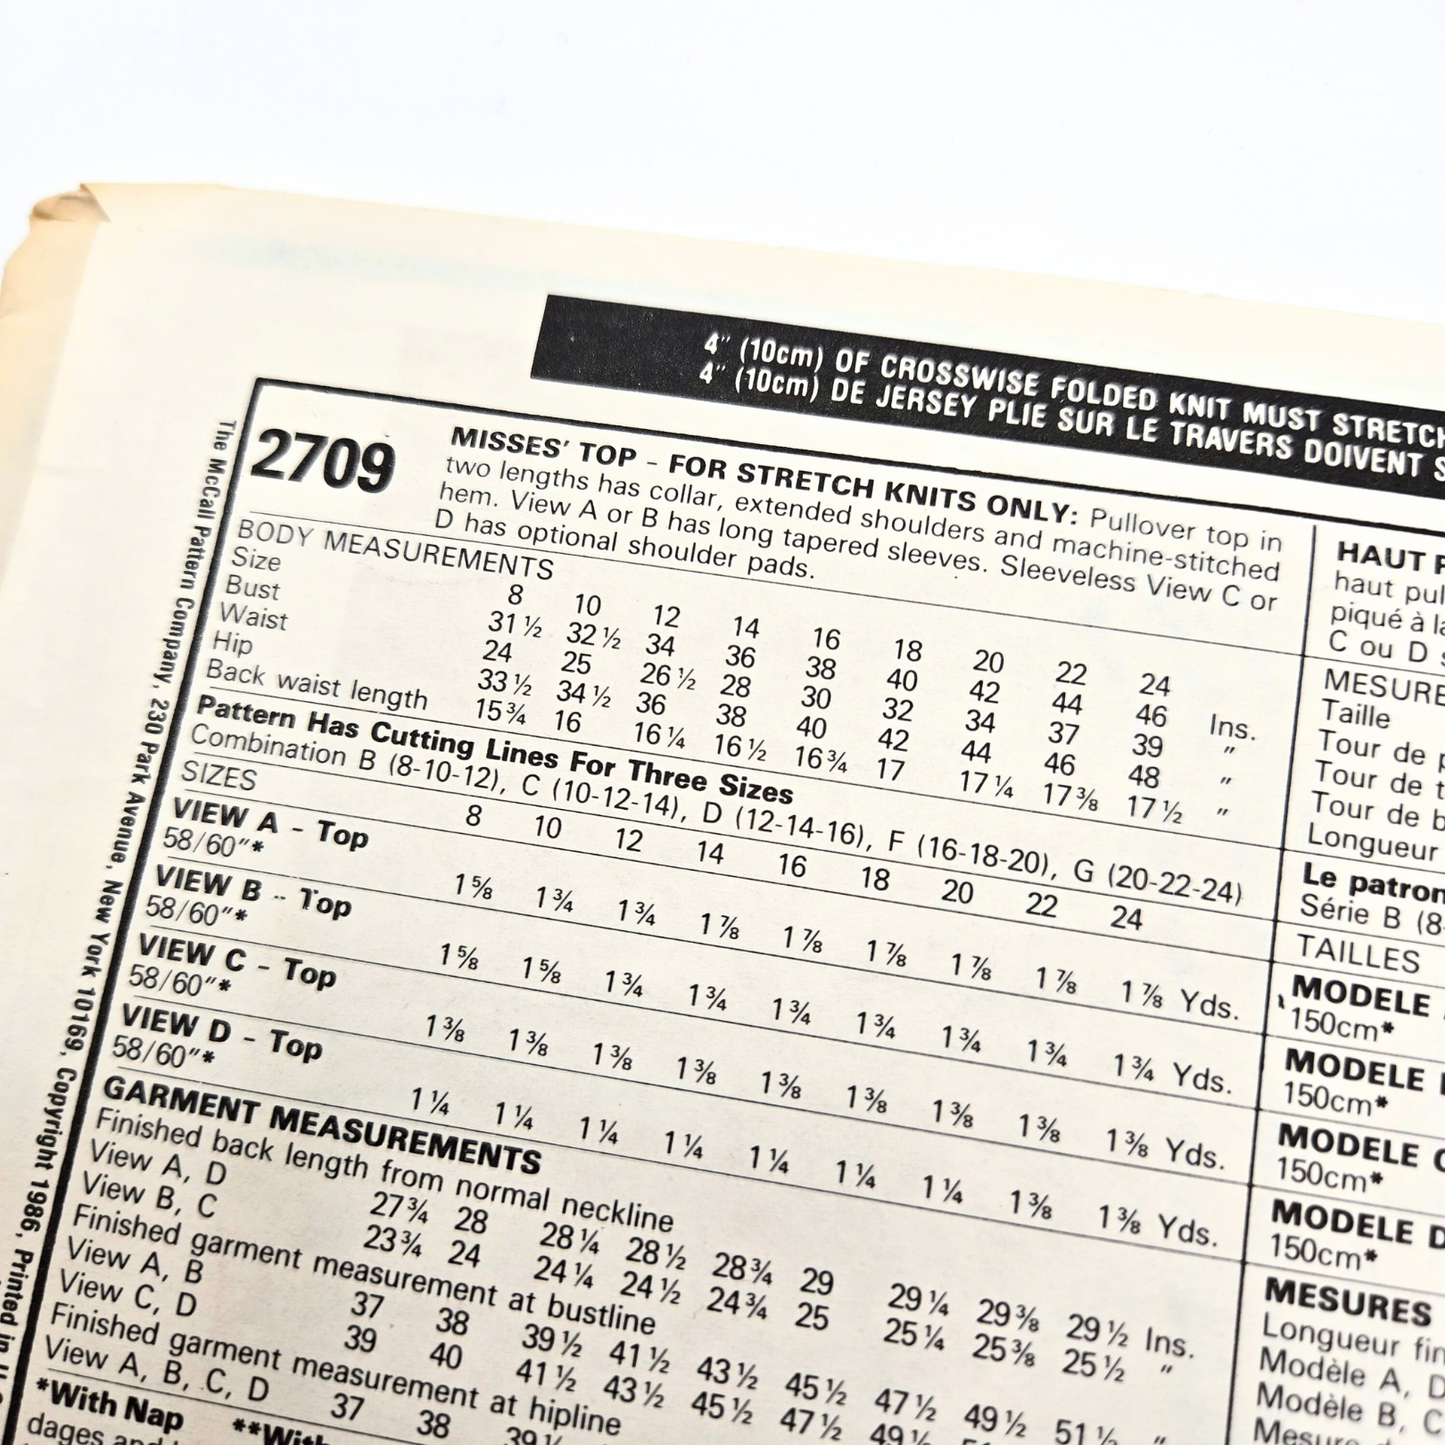 4" (10cm) OF CROSSWISE FOLDED KNIT MUST STRETCH
4" (10cm) DE JERSEY PLIE SUR LE TRAVERS DOIVENT S
The McCall Pattern Company, 230 Park Avenue, New York 10169, Copyright 1986, Printed in
2709
MISSES' TOP - FOR STRETCH KNITS ONLY: Pullover top in
two lengths has collar, extended shoulders and machine-stitched
hem. View A or B has long tapered sleeves. Sleeveless View C or
D has optional shoulder pads.
BODY MEASUREMENTS
Size 8 10 12 14 16 18 20 22 24
Bust 31½ 32½ 34 36 38 40 42 44 46 Ins.
Waist 24 25 26½ 28 30 32 34 37 39 "
Hip 33½ 34½ 36 38 40 42 44 46 48 "
Back waist length 15¾ 16 16¼ 16½ 16¾ 17 17¼ 17⅜ 17½ "
Pattern Has Cutting Lines For Three Sizes
Combination B (8-10-12), C (10-12-14), D (12-14-16), F (16-18-20), G (20-22-24)
SIZES 8 10 12 14 16 18 20 22 24
VIEW A - Top
58/60"* 1⅝ 1¾ 1¾ 1⅞ 1⅞ 1⅞ 1⅞ 1⅞ 1⅞ Yds.
VIEW B - Top
58/60"* 1⅝ 1⅝ 1¾ 1¾ 1¾ 1¾ 1¾ 1¾ 1¾ Yds.
VIEW C - Top
58/60"* 1⅜ 1⅜ 1⅜ 1⅜ 1⅜ 1⅜ 1⅜ 1⅜ 1⅜ Yds.
VIEW D - Top
58/60"* 1¼ 1¼ 1¼ 1¼ 1¼ 1¼ 1¼ 1⅜ 1⅜ Yds.
GARMENT MEASUREMENTS
Finished back length from normal neckline
View A, D 27¾ 28 28¼ 28½ 28¾ 29 29¼ 29⅜ 29½ Ins.
View B, C 23¾ 24 24¼ 24½ 24¾ 25 25¼ 25⅜ 25½ "
Finished garment measurement at bustline
View A, B 37 38 39½ 41½ 43½ 45½ 47½ 49½ 51½ "
View C, D 39 40 41½ 43½ 45½ 47½ 49½
Finished garment measurement at hipline
View A, B, C, D 37 38 39½
*With Nap **With
dages and
HAUT P
haut pul
piqué à la
C ou D s
MESURE
Taille
Tour de p
Tour de t
Tour de b
Longueur
Le patron
Série B (8-
TAILLES
MODELE
150cm*
MODELE
150cm*
MODELE C
150cm*
MODELE D
150cm*
MESURES
Longueur fin
Modèle A, D
Modèle B, C
Mesure